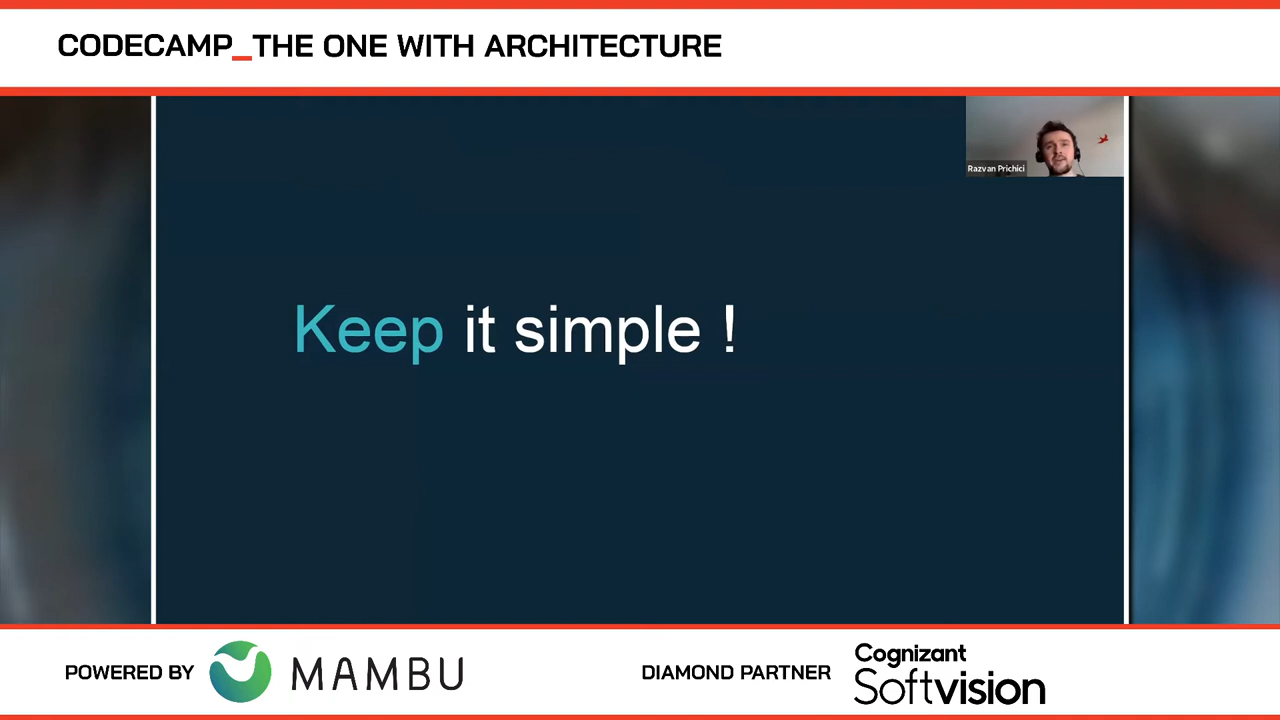 CODECAMP_THE ONE WITH ARCHITECTURE
Razvan Prichici
Keep it simple !
POWERED BY MAMBU
DIAMOND PARTNER
Cognizant
Softvision